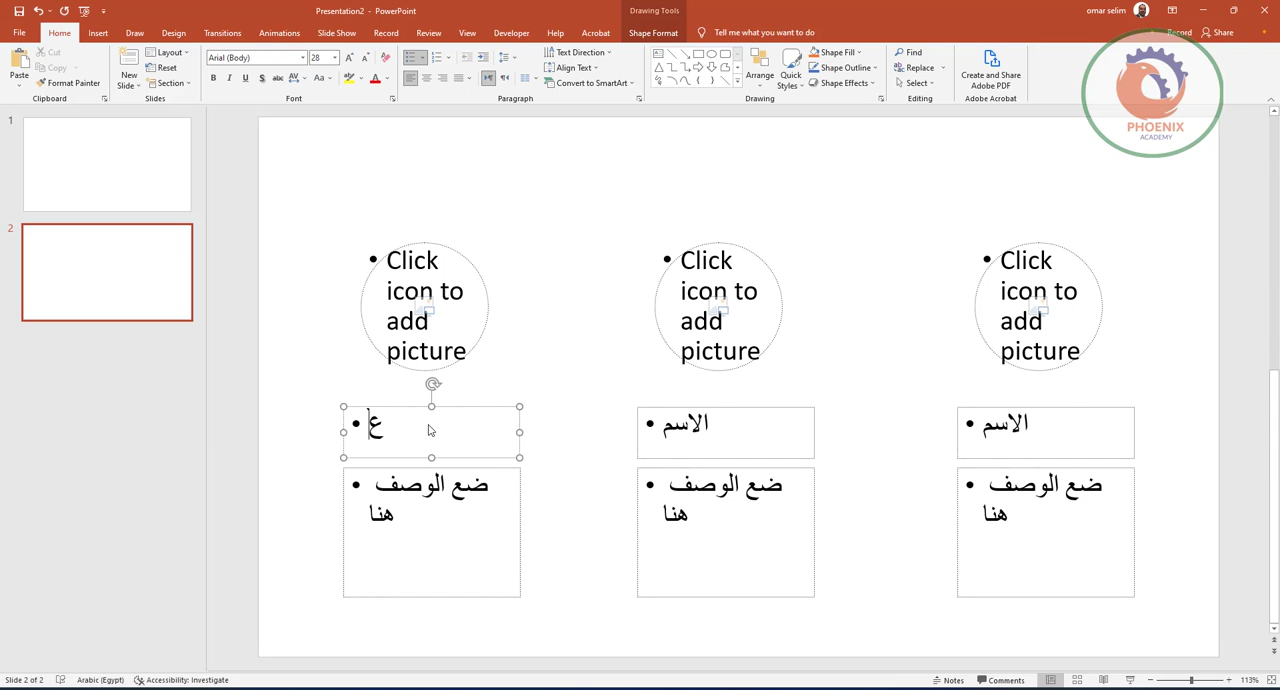 Presentation2 - PowerPoint
Drawing Tools
omar selim
File
Home
Insert
Draw
Design
Transitions
Animations
Slide Show
Record
Review
View
Developer
Help
Acrobat
Shape Format
Tell me what you want to do
Record
Share
Paste
Cut
Copy
Format Painter
Clipboard
New
Slide
Layout
Reset
Section
Slides
Arial (Body)
28
Font
Text Direction
Align Text
Convert to SmartArt
Paragraph
Arrange
Quick
Styles
Shape Fill
Shape Outline
Shape Effects
Drawing
Find
Replace
Select
Editing
Create and Share
Adobe PDF
Adobe Acrobat
PHOENIX
ACADEMY
1
2
• Click
icon to
add
picture
• Click
icon to
add
picture
• Click
icon to
add
picture
• ع
• الاسم
• الاسم
• ضع الوصف
هنا
• ضع الوصف
هنا
• ضع الوصف
هنا
Slide 2 of 2
Arabic (Egypt)
Accessibility: Investigate
Notes
Comments
113%